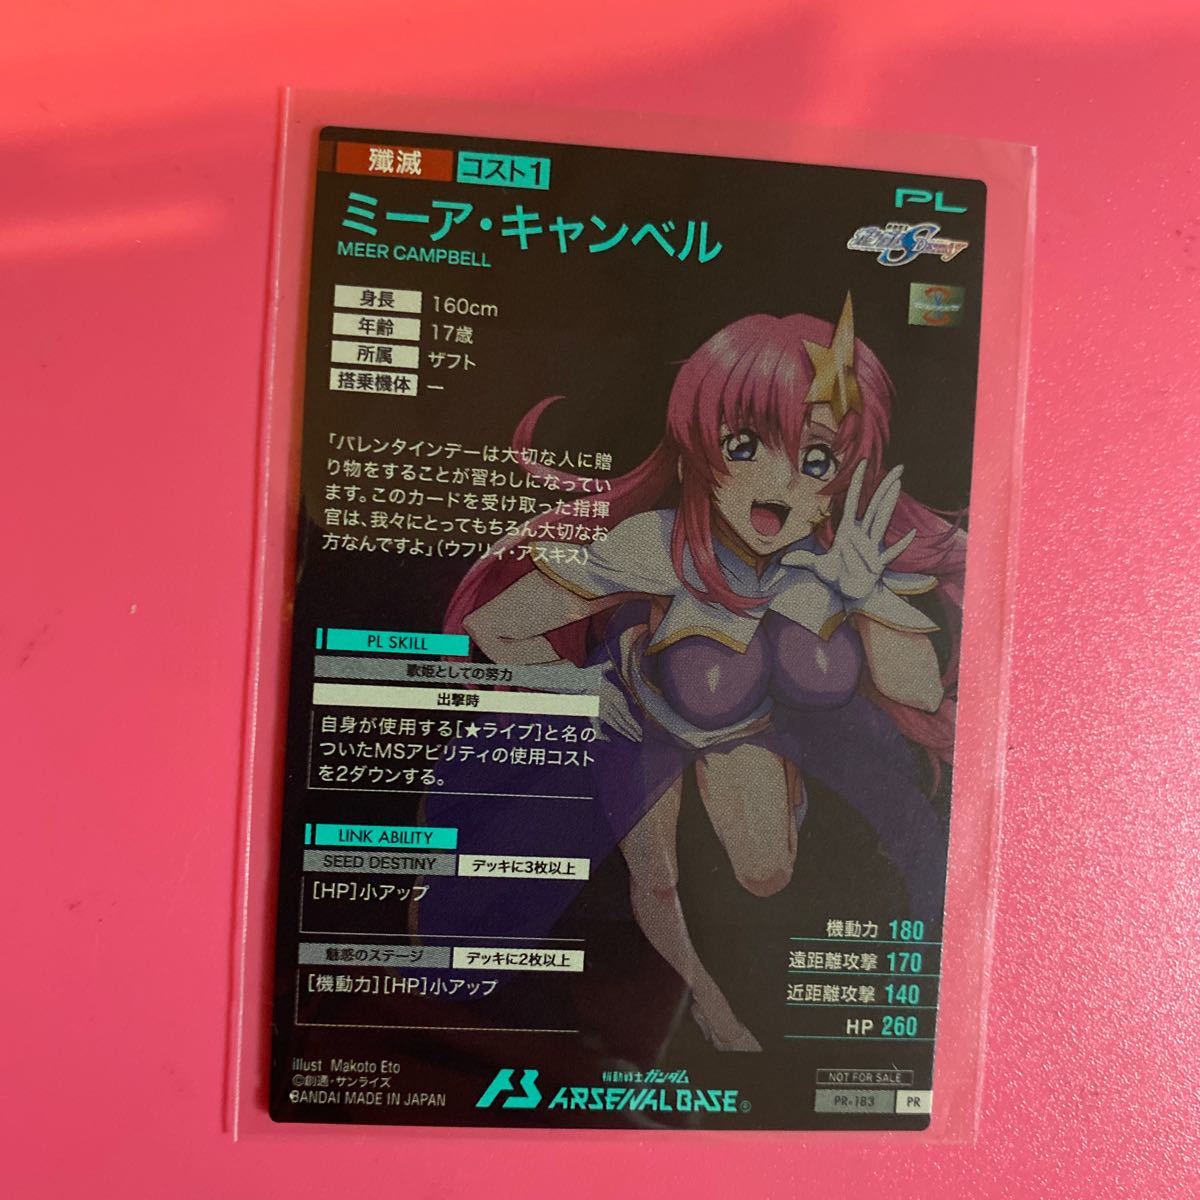 殲滅 コスト1
PL
ミーア・キャンベル
MEER CAMPBELL
身長 160cm
年齢 17歳
所属 ザフト
搭乗機体 ー
「バレンタインデーは大切な人に贈
り物をすることが習わしになってい
ます。このカードを受け取った指揮
官は、我々にとってもちろん大切なお
方なんですよ」（ウフリィ・アスキス）
PL SKILL
歌姫としての努力
出撃時
自身が使用する[★ライブ]と名の
ついたMSアビリティの使用コスト
を2ダウンする。
LINK ABILITY
SEED DESTINY デッキに3枚以上
[HP]小アップ
魅惑のステージ デッキに2枚以上
[機動力][HP]小アップ
機動力 180
遠距離攻撃 170
近距離攻撃 140
HP 260
illust Makoto Eto
©創通・サンライズ
BANDAI MADE IN JAPAN
機動戦士ガンダム
ARSENAL BASE
NOT FOR SALE
PR-183 PR